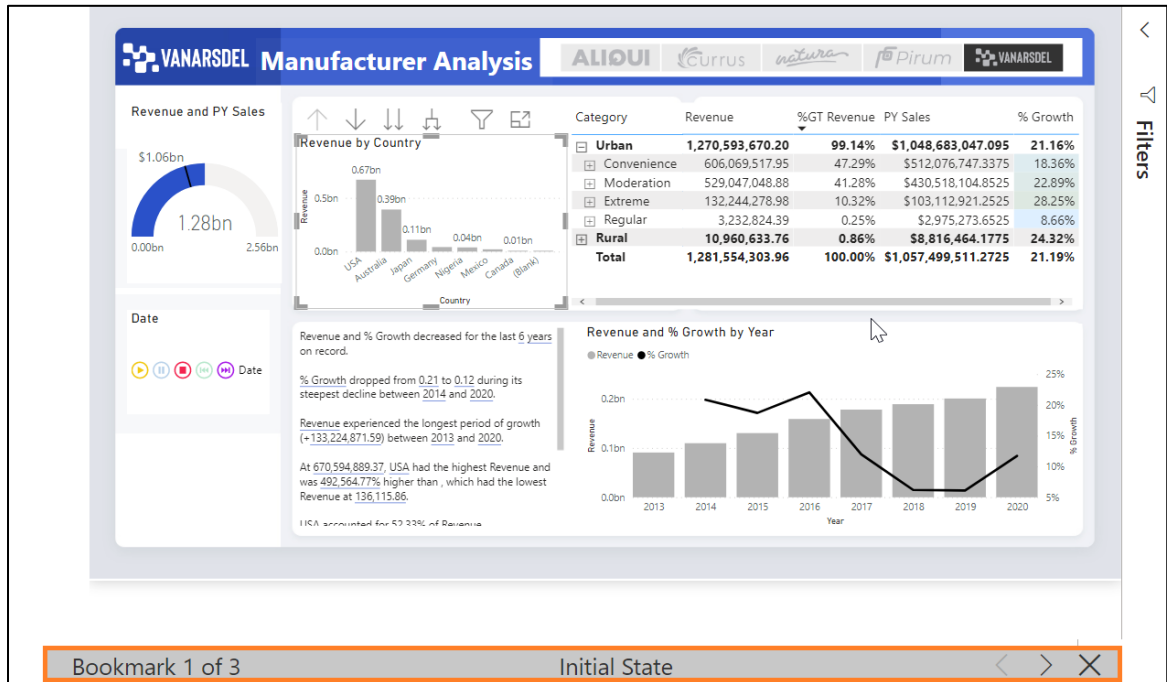 VANARSDEL Manufacturer Analysis
ALIQUI Currus natura Pirum VANARSDEL
Filters
Revenue and PY Sales
$1.06bn
1.28bn
0.00bn 2.56bn
Date
Date
Revenue by Country
Revenue
0.5bn
0.0bn
0.67bn
0.39bn
0.11bn
0.04bn
0.01bn
USA Australia Japan Germany Nigeria Mexico Canada (Blank)
Country
Category Revenue %GT Revenue PY Sales % Growth
Urban 1,270,593,670.20 99.14% $1,048,683,047.095 21.16%
Convenience 606,069,517.95 47.29% $512,076,747.3375 18.36%
Moderation 529,047,048.88 41.28% $430,518,104.8525 22.89%
Extreme 132,244,278.98 10.32% $103,112,921.2525 28.25%
Regular 3,232,824.39 0.25% $2,975,273.6525 8.66%
Rural 10,960,633.76 0.86% $8,816,464.1775 24.32%
Total 1,281,554,303.96 100.00% $1,057,499,511.2725 21.19%
Revenue and % Growth decreased for the last 6 years
on record.
% Growth dropped from 0.21 to 0.12 during its
steepest decline between 2014 and 2020.
Revenue experienced the longest period of growth
(+133,224,871.59) between 2013 and 2020.
At 670,594,889.37, USA had the highest Revenue and
was 492,564.77% higher than , which had the lowest
Revenue at 136,115.86.
USA accounted for 52.33% of Revenue
Revenue and % Growth by Year
Revenue % Growth
Revenue
0.2bn
0.1bn
0.0bn
25%
20%
15%
10%
5%
% Growth
2013 2014 2015 2016 2017 2018 2019 2020
Year
Bookmark 1 of 3 Initial State